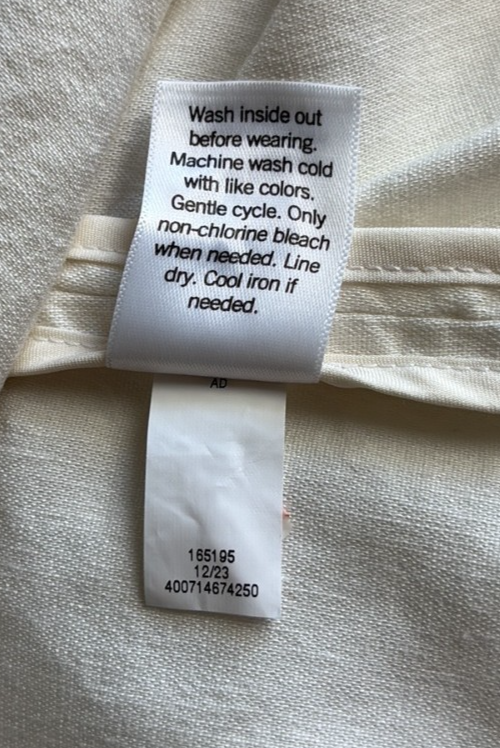 Wash inside out
before wearing.
Machine wash cold
with like colors.
Gentle cycle. Only
non-chlorine bleach
when needed. Line
dry. Cool iron if
needed.
AD
165195
12/23
400714674250